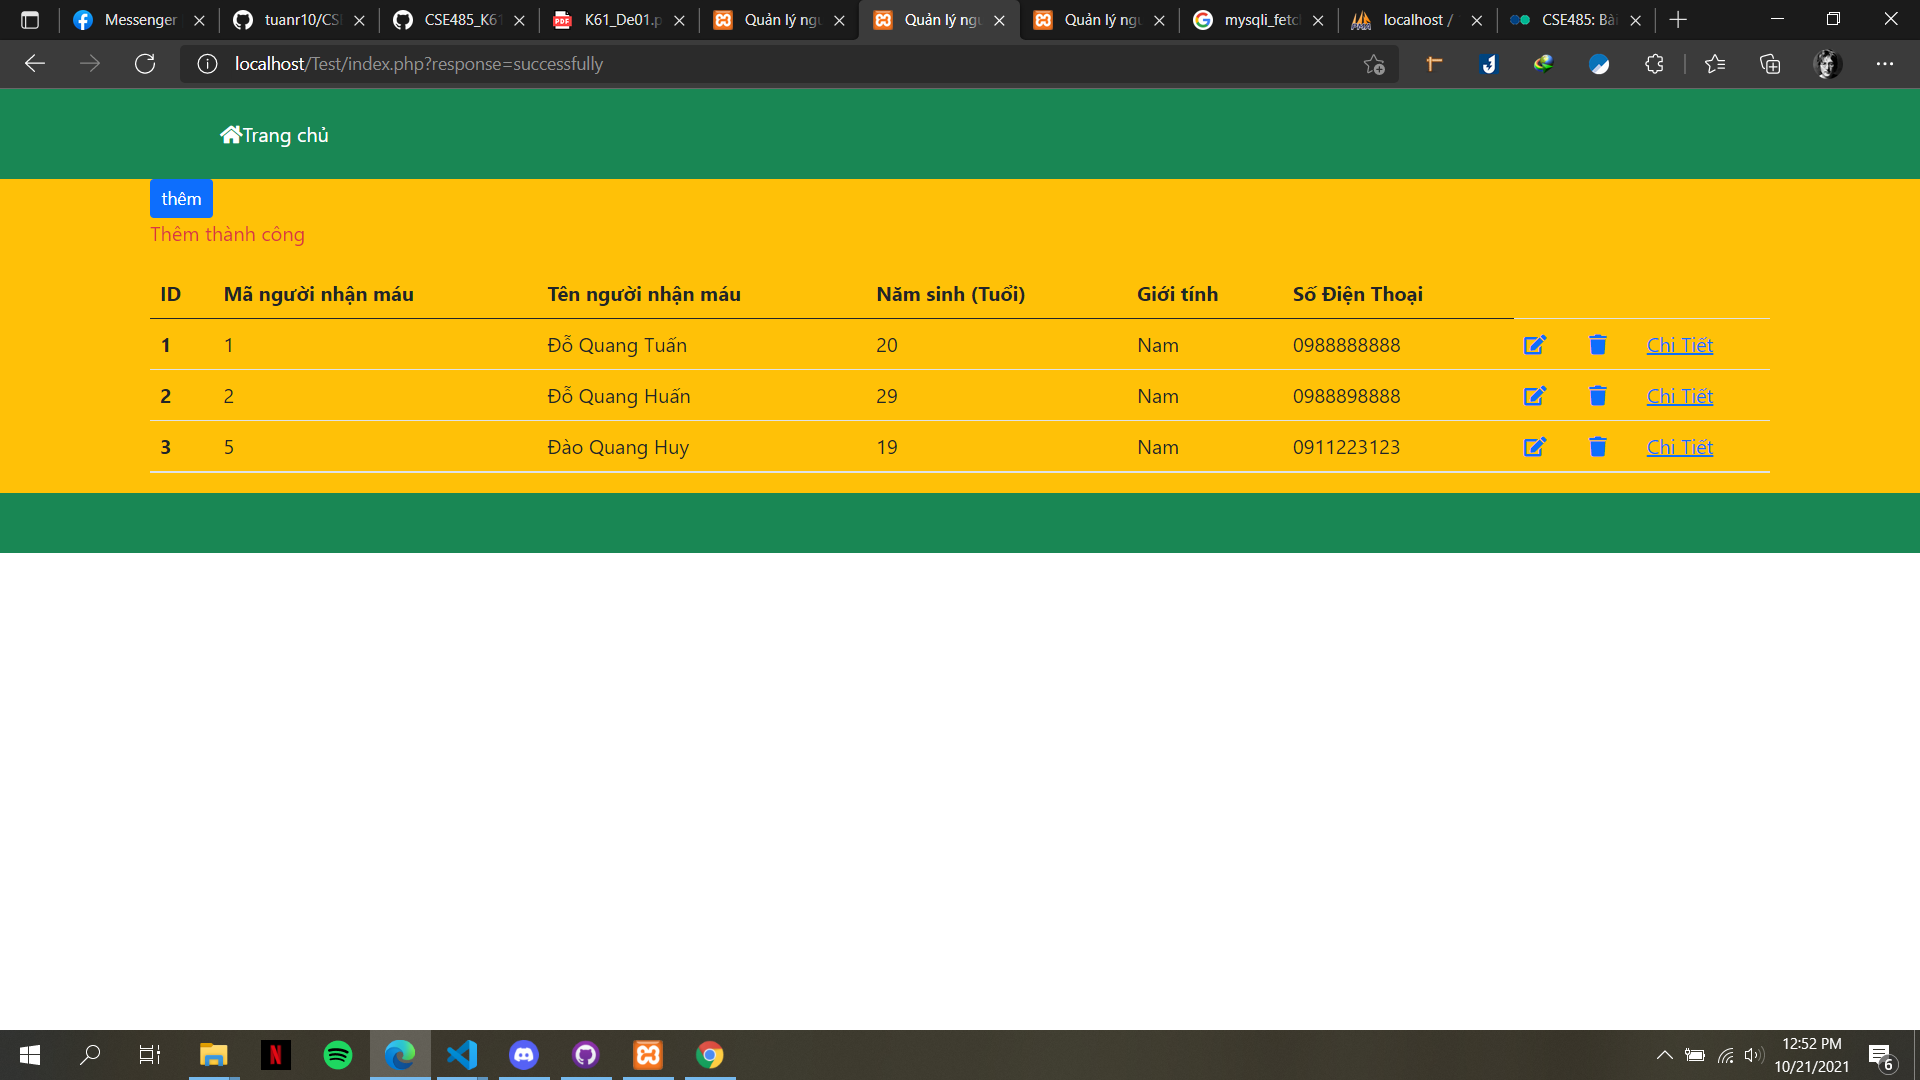 Messenger
tuanr10/CS
CSE485_K61
K61_De01.p
Quản lý ngư
Quản lý ngư
Quản lý ngư
mysqli_fetc
localhost /
CSE485: Bài
localhost/Test/index.php?response=successfully
Trang chủ
thêm
Thêm thành công
ID Mã người nhận máu Tên người nhận máu Năm sinh (Tuổi) Giới tính Số Điện Thoại
1 1 Đỗ Quang Tuấn 20 Nam 0988888888 Chi Tiết
2 2 Đỗ Quang Huấn 29 Nam 0988898888 Chi Tiết
3 5 Đào Quang Huy 19 Nam 0911223123 Chi Tiết
12:52 PM
10/21/2021
6